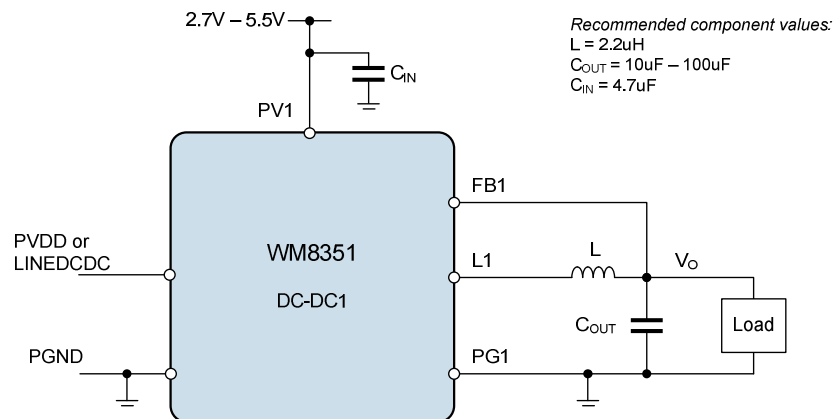 2.7V – 5.5V
Recommended component values:
L = 2.2uH
COUT = 10uF – 100uF
CIN = 4.7uF
CIN
PV1
FB1
PVDD or
LINEDCDC
WM8351
DC-DC1
L1
L
VO
COUT
Load
PGND
PG1